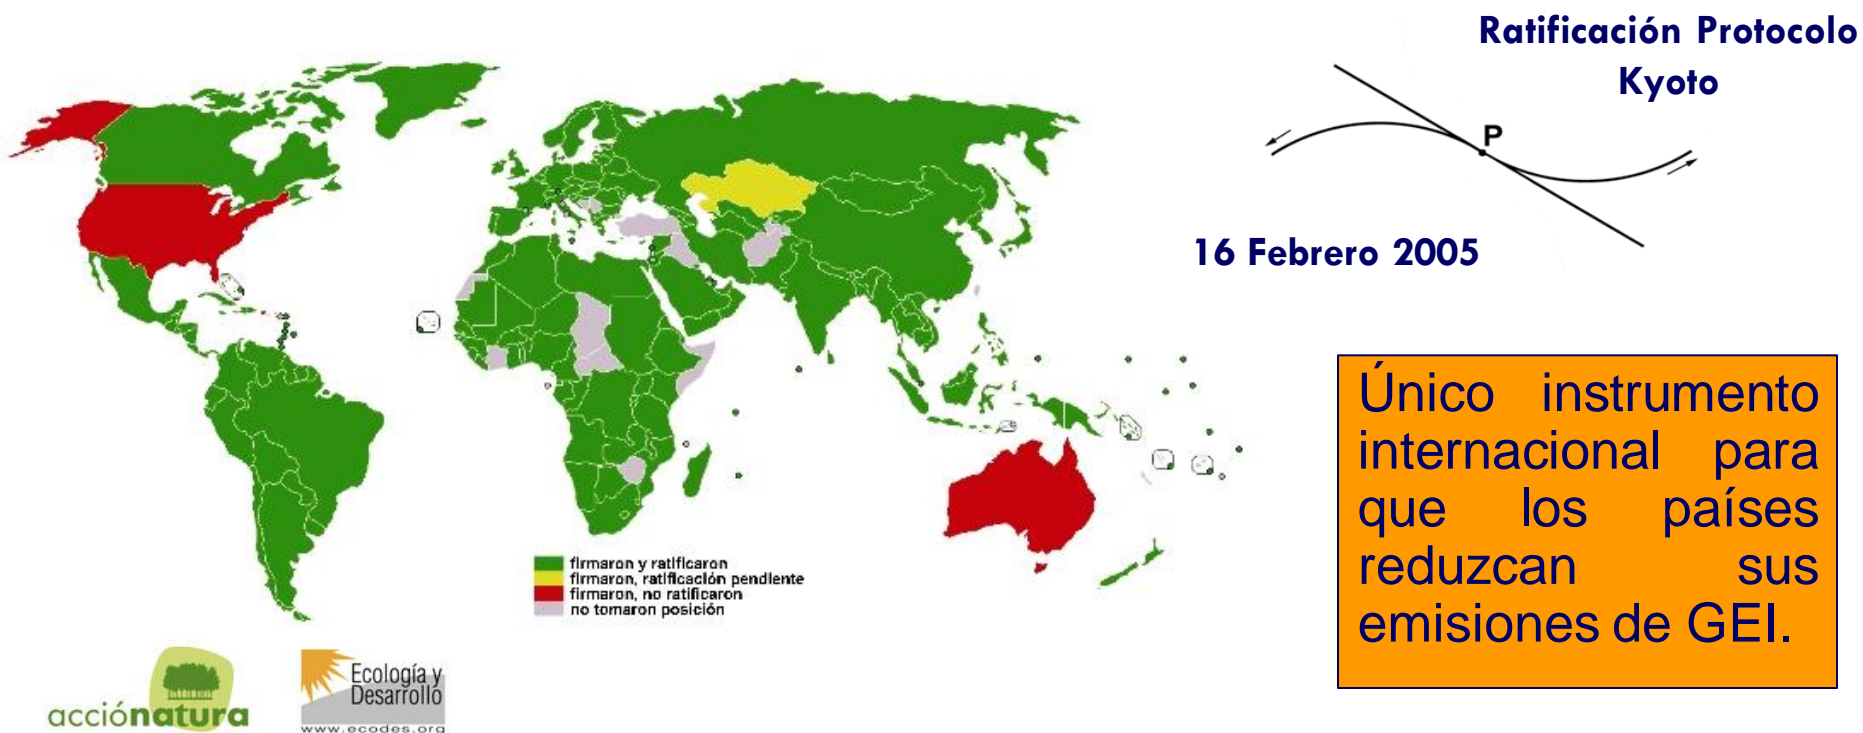 Ratificación Protocolo
Kyoto
P
16 Febrero 2005
Único instrumento
internacional para
que los países
reduzcan sus
emisiones de GEI.
firmaron y ratificaron
firmaron, ratificación pendiente
firmaron, no ratificaron
no tomaron posición
acciónatura
Ecología y
Desarrollo
www.ecodes.org